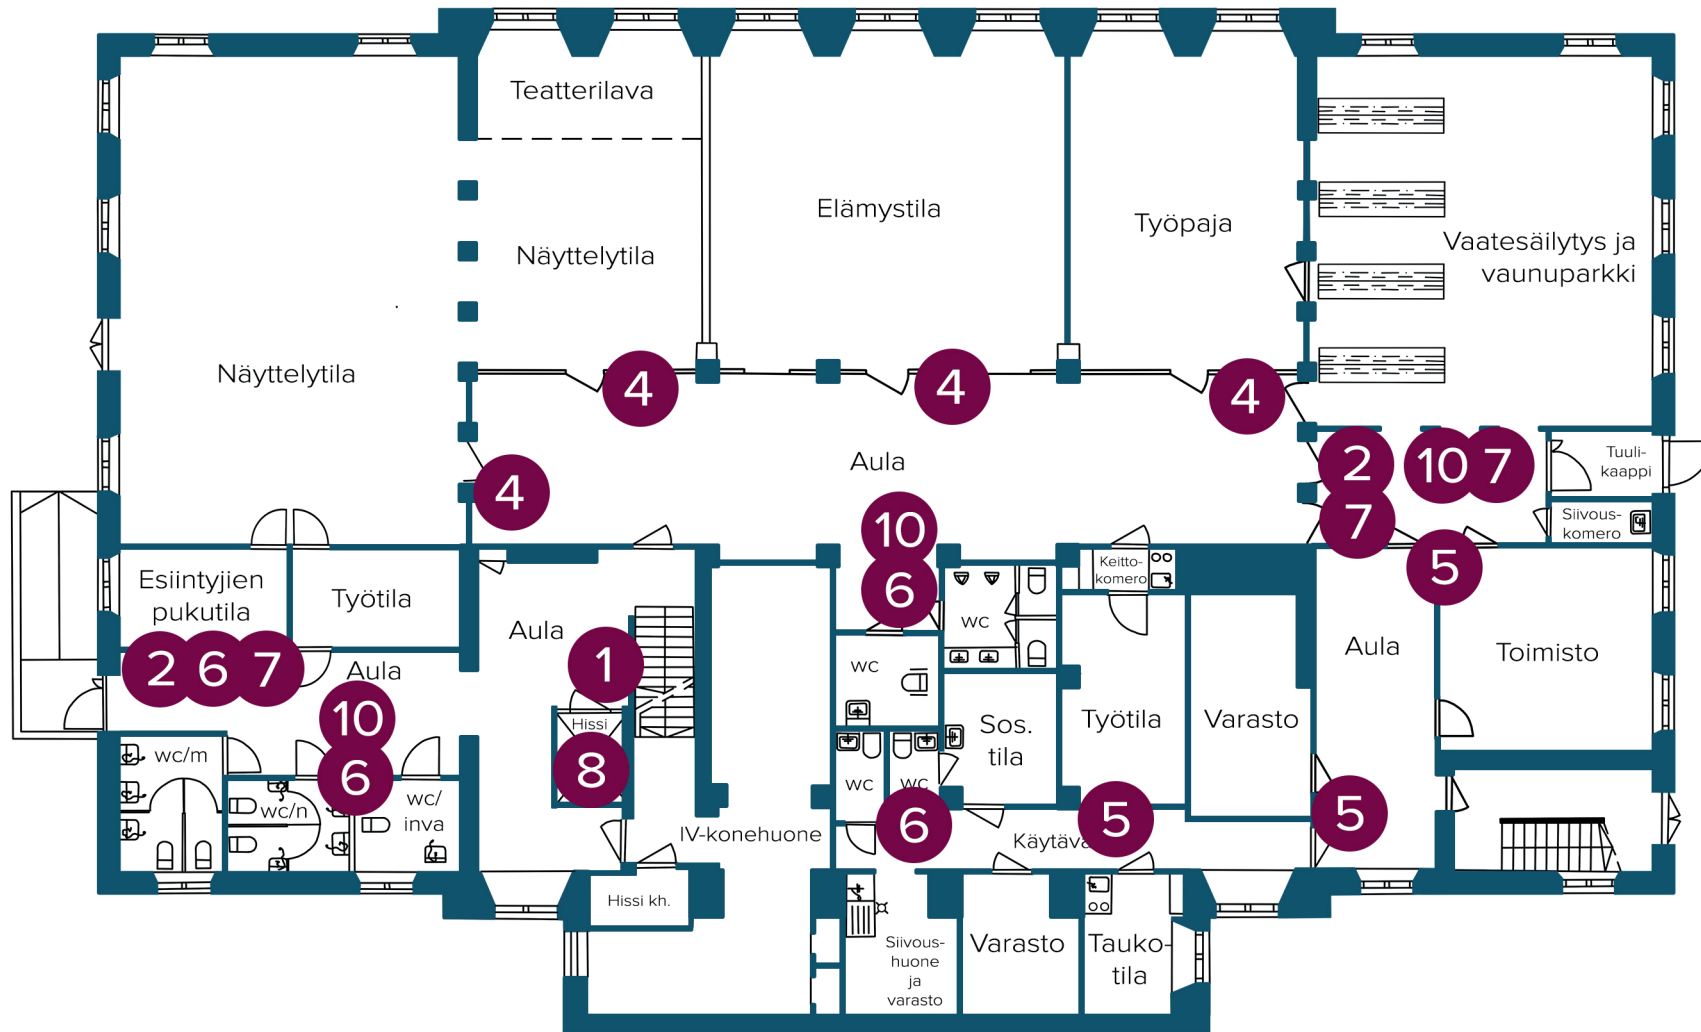 Teatterilava
Elämystila
Työpaja
Vaatesäilytys ja
vaunuparkki
Näyttelytila
Näyttelytila
4
4
4
4
Aula
2
10
7
7
Tuuli-
kaappi
Siivous-
komero
5
10
6
Keitto-
komero
Esiintyjien
pukutila
Työtila
Aula
wc
Aula
Toimisto
2
6
7
Aula
1
wc
10
6
Hissi
8
Sos.
tila
Työtila
Varasto
wc/m
wc/n
wc/
inva
wc
wc
6
5
5
IV-konehuone
Käytävä
Hissi kh.
Siivous-
huone
ja
varasto
Varasto
Tauko-
tila